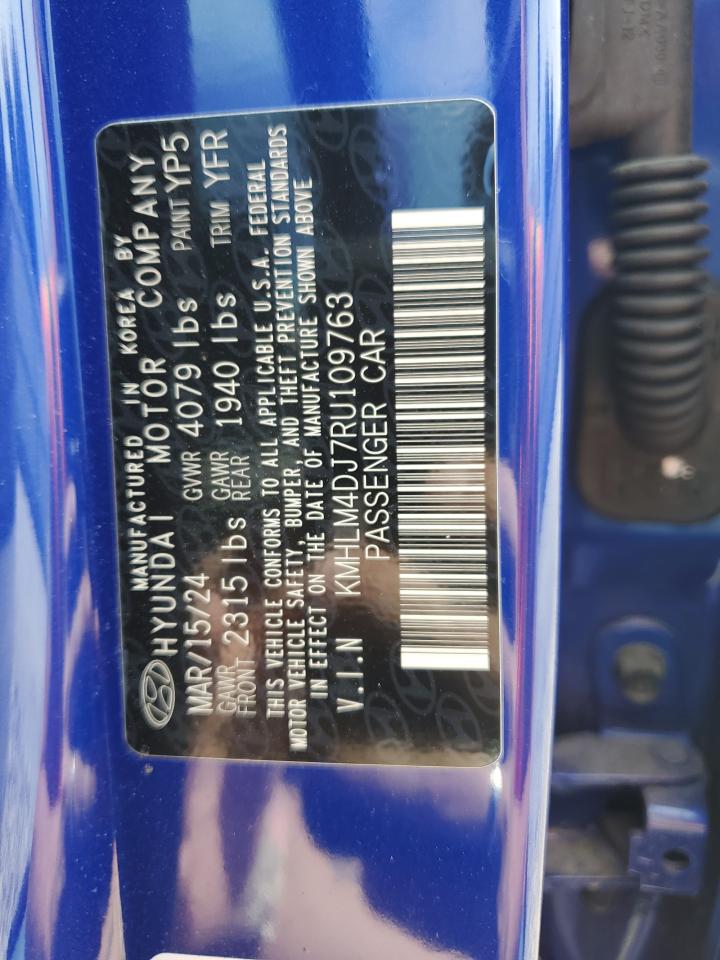 MANUFACTURED IN KOREA BY
HYUNDAI MOTOR COMPANY
MAR/15/24 GVWR 4079 lbs PAINT YP5
GAWR FRONT 2315 lbs GAWR REAR 1940 lbs TRIM YFR
THIS VEHICLE CONFORMS TO ALL APPLICABLE U.S.A. FEDERAL
MOTOR VEHICLE SAFETY, BUMPER, AND THEFT PREVENTION STANDARDS
IN EFFECT ON THE DATE OF MANUFACTURE SHOWN ABOVE
V.I.N KMHLM4DJ7RU109763
PASSENGER CAR